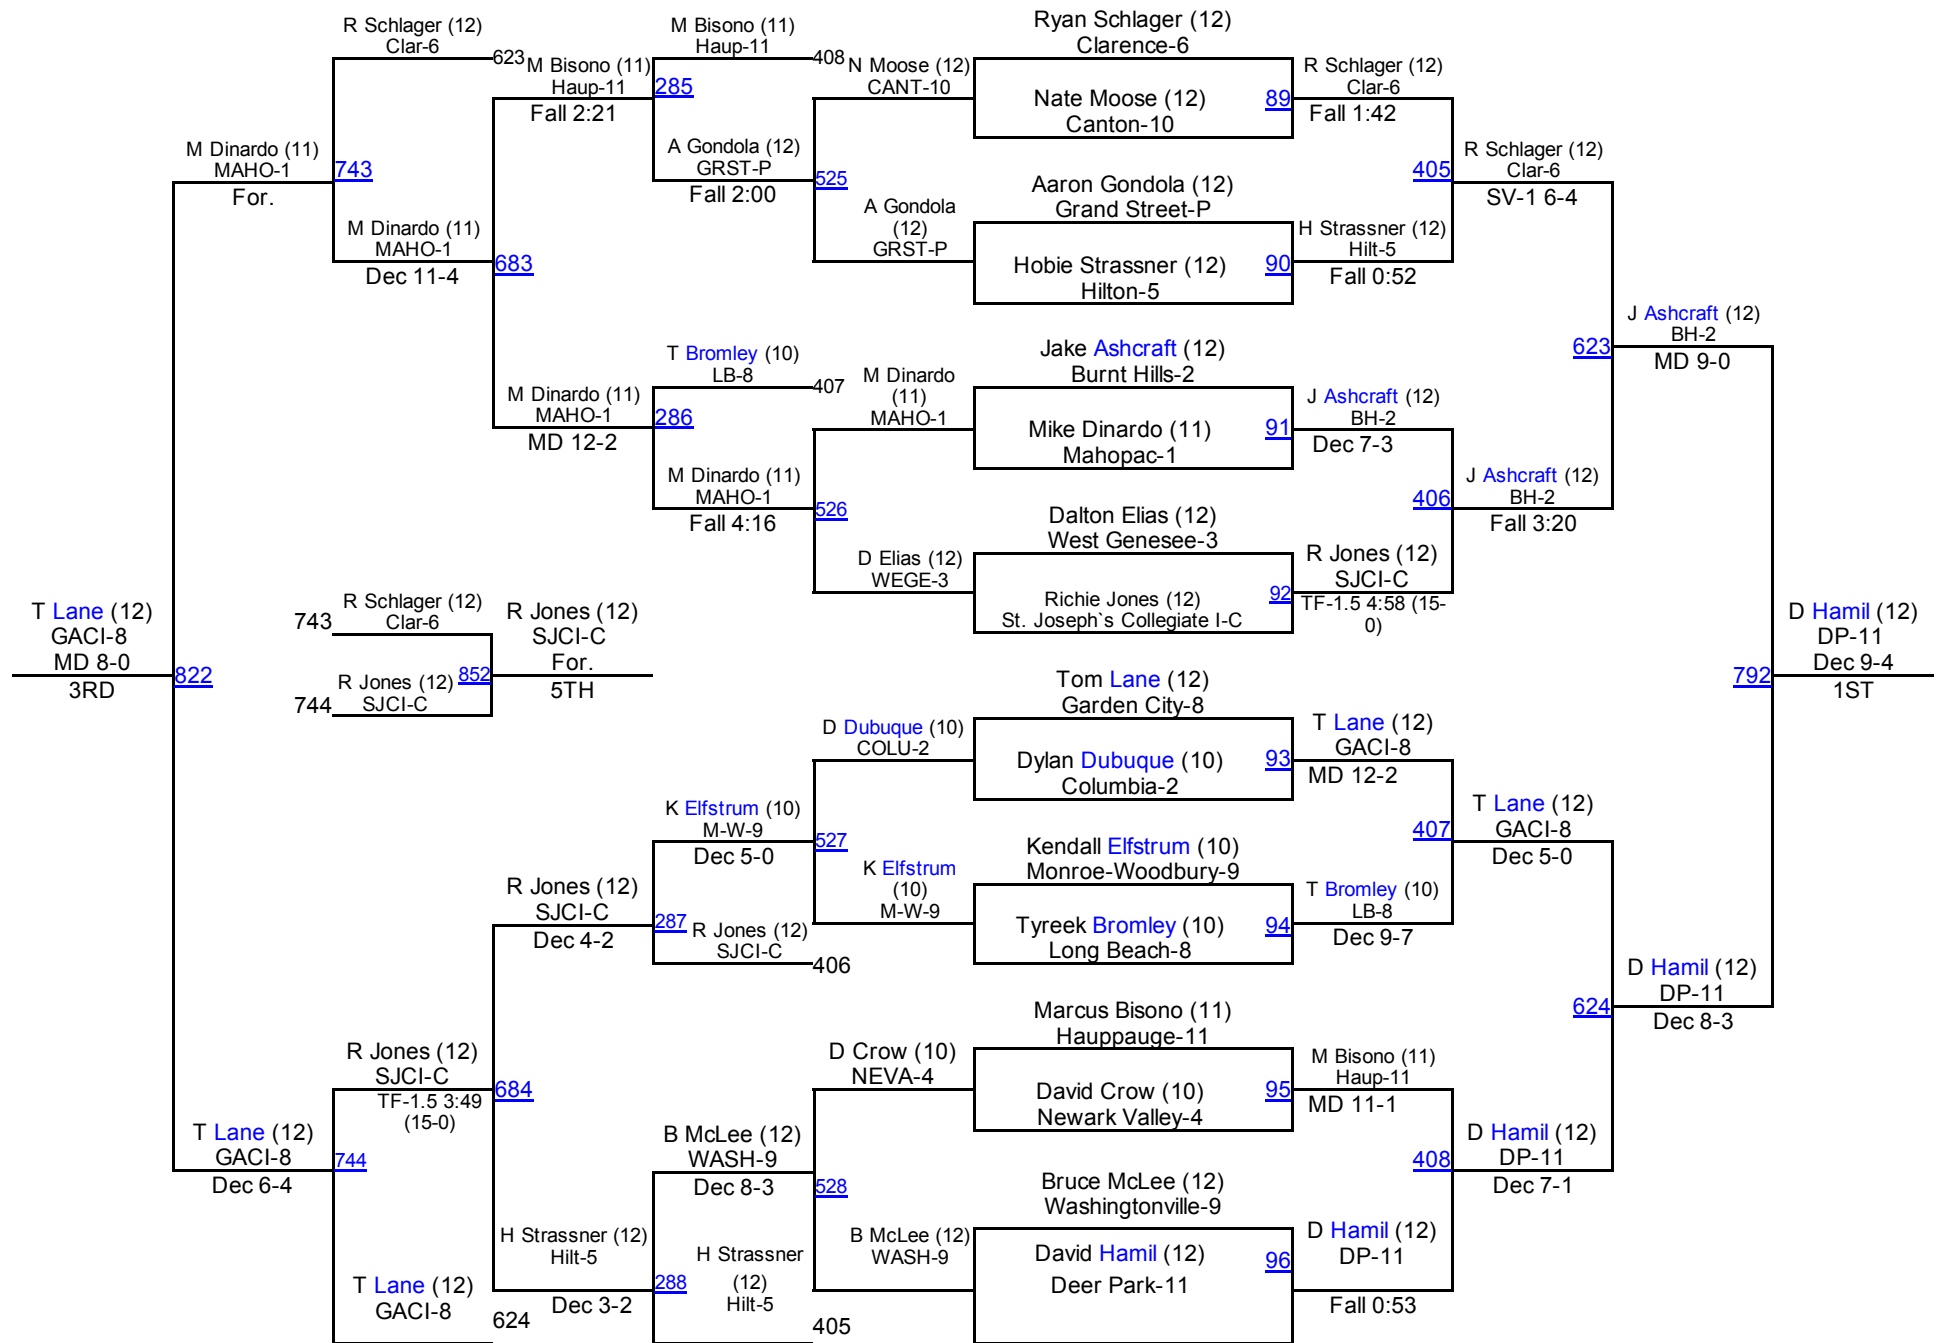 R Schlager (12)
Clar-6
623
M Dinardo (11)
MAHO-1
For.
743
M Dinardo (11)
MAHO-1
Dec 11-4
M Bisono (11)
Haup-11
Fall 2:21
683
M Dinardo (11)
MAHO-1
MD 12-2
M Bisono (11)
Haup-11
408
285
A Gondola (12)
GRST-P
Fall 2:00
T Bromley (10)
LB-8
407
286
M Dinardo (11)
MAHO-1
Fall 4:16
N Moose (12)
CANT-10
525
A Gondola
(12)
GRST-P
M Dinardo
(11)
MAHO-1
526
D Elias (12)
WEGE-3
Ryan Schlager (12)
Clarence-6
Nate Moose (12)
Canton-10
89
Aaron Gondola (12)
Grand Street-P
Hobie Strassner (12)
Hilton-5
90
Jake Ashcraft (12)
Burnt Hills-2
Mike Dinardo (11)
Mahopac-1
91
Dalton Elias (12)
West Genesee-3
Richie Jones (12)
St. Joseph`s Collegiate I-C
92
R Schlager (12)
Clar-6
Fall 1:42
405
H Strassner (12)
Hilt-5
Fall 0:52
J Ashcraft (12)
BH-2
Dec 7-3
406
R Jones (12)
SJCI-C
TF-1.5 4:58 (15-
0)
R Schlager (12)
Clar-6
SV-1 6-4
623
J Ashcraft (12)
BH-2
Fall 3:20
J Ashcraft (12)
BH-2
MD 9-0
T Lane (12)
GACI-8
MD 8-0
3RD
822
743
R Schlager (12)
Clar-6
744
R Jones (12)
SJCI-C
852
R Jones (12)
SJCI-C
For.
5TH
792
D Hamil (12)
DP-11
Dec 9-4
1ST
T Lane (12)
GACI-8
Dec 6-4
744
R Jones (12)
SJCI-C
TF-1.5 3:49
(15-0)
T Lane (12)
GACI-8
624
R Jones (12)
SJCI-C
Dec 4-2
684
H Strassner (12)
Hilt-5
Dec 3-2
K Elfstrum (10)
M-W-9
Dec 5-0
287
R Jones (12)
SJCI-C
406
B McLee (12)
WASH-9
Dec 8-3
288
H Strassner
(12)
Hilt-5
405
D Dubuque (10)
COLU-2
527
K Elfstrum
(10)
M-W-9
D Crow (10)
NEVA-4
528
B McLee (12)
WASH-9
Tom Lane (12)
Garden City-8
Dylan Dubuque (10)
Columbia-2
93
Kendall Elfstrum (10)
Monroe-Woodbury-9
Tyreek Bromley (10)
Long Beach-8
94
Marcus Bisono (11)
Hauppauge-11
David Crow (10)
Newark Valley-4
95
Bruce McLee (12)
Washingtonville-9
David Hamil (12)
Deer Park-11
96
T Lane (12)
GACI-8
MD 12-2
407
T Bromley (10)
LB-8
Dec 9-7
M Bisono (11)
Haup-11
MD 11-1
408
D Hamil (12)
DP-11
Fall 0:53
T Lane (12)
GACI-8
Dec 5-0
624
D Hamil (12)
DP-11
Dec 7-1
D Hamil (12)
DP-11
Dec 8-3